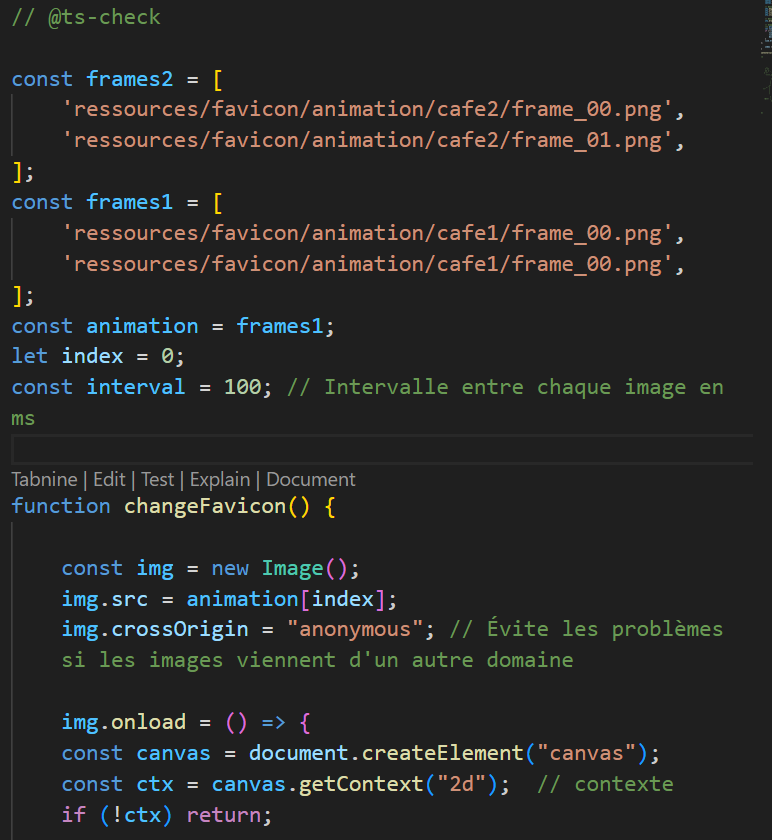 // @ts-check
const frames2 = [
'ressources/favicon/animation/cafe2/frame_00.png',
'ressources/favicon/animation/cafe2/frame_01.png',
];
const frames1 = [
'ressources/favicon/animation/cafe1/frame_00.png',
'ressources/favicon/animation/cafe1/frame_00.png',
];
const animation = frames1;
let index = 0;
const interval = 100; // Intervalle entre chaque image en
ms
Tabnine | Edit | Test | Explain | Document
function changeFavicon() {
const img = new Image();
img.src = animation[index];
img.crossOrigin = "anonymous"; // Évite les problèmes
si les images viennent d'un autre domaine
img.onload = () => {
const canvas = document.createElement("canvas");
const ctx = canvas.getContext("2d");  // contexte
if (!ctx) return;